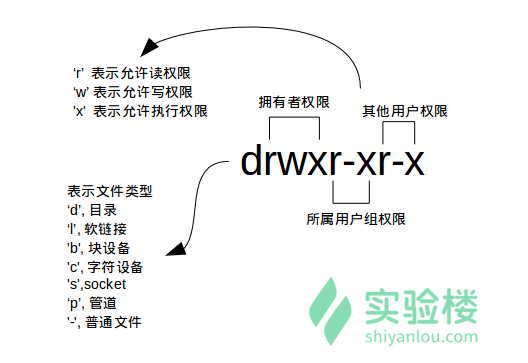 ‘r’ 表示允许读权限
‘w’ 表示允许写权限
'x' 表示允许执行权限
拥有者权限
其他用户权限
drwxr-xr-x
所属用户组权限
表示文件类型
‘d’, 目录
‘l’, 软链接
'b', 块设备
'c', 字符设备
's',socket
‘p’, 管道
'-', 普通文件
实验楼
shiyanlou.com